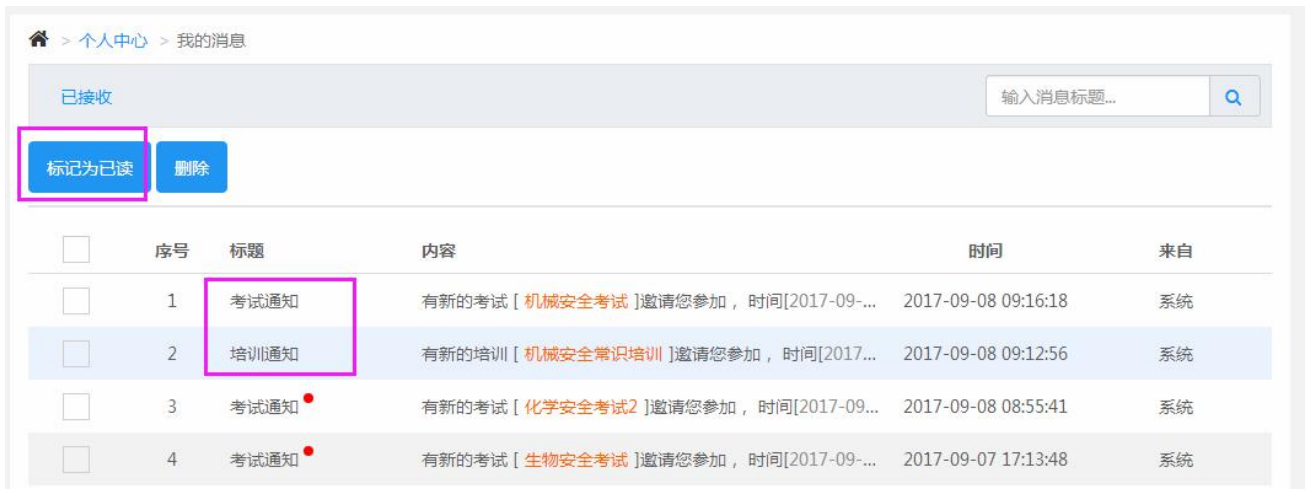 > 个人中心 > 我的消息
已接收 输入消息标题...
标记为已读 删除
序号 标题 内容 时间 来自
1 考试通知 有新的考试 [ 机械安全考试 ]邀请您参加 , 时间[2017-09-... 2017-09-08 09:16:18 系统
2 培训通知 有新的培训 [ 机械安全常识培训 ]邀请您参加 , 时间[2017... 2017-09-08 09:12:56 系统
3 考试通知 有新的考试 [ 化学安全考试2 ]邀请您参加 , 时间[2017-09... 2017-09-08 08:55:41 系统
4 考试通知 有新的考试 [ 生物安全考试 ]邀请您参加 , 时间[2017-09-... 2017-09-07 17:13:48 系统